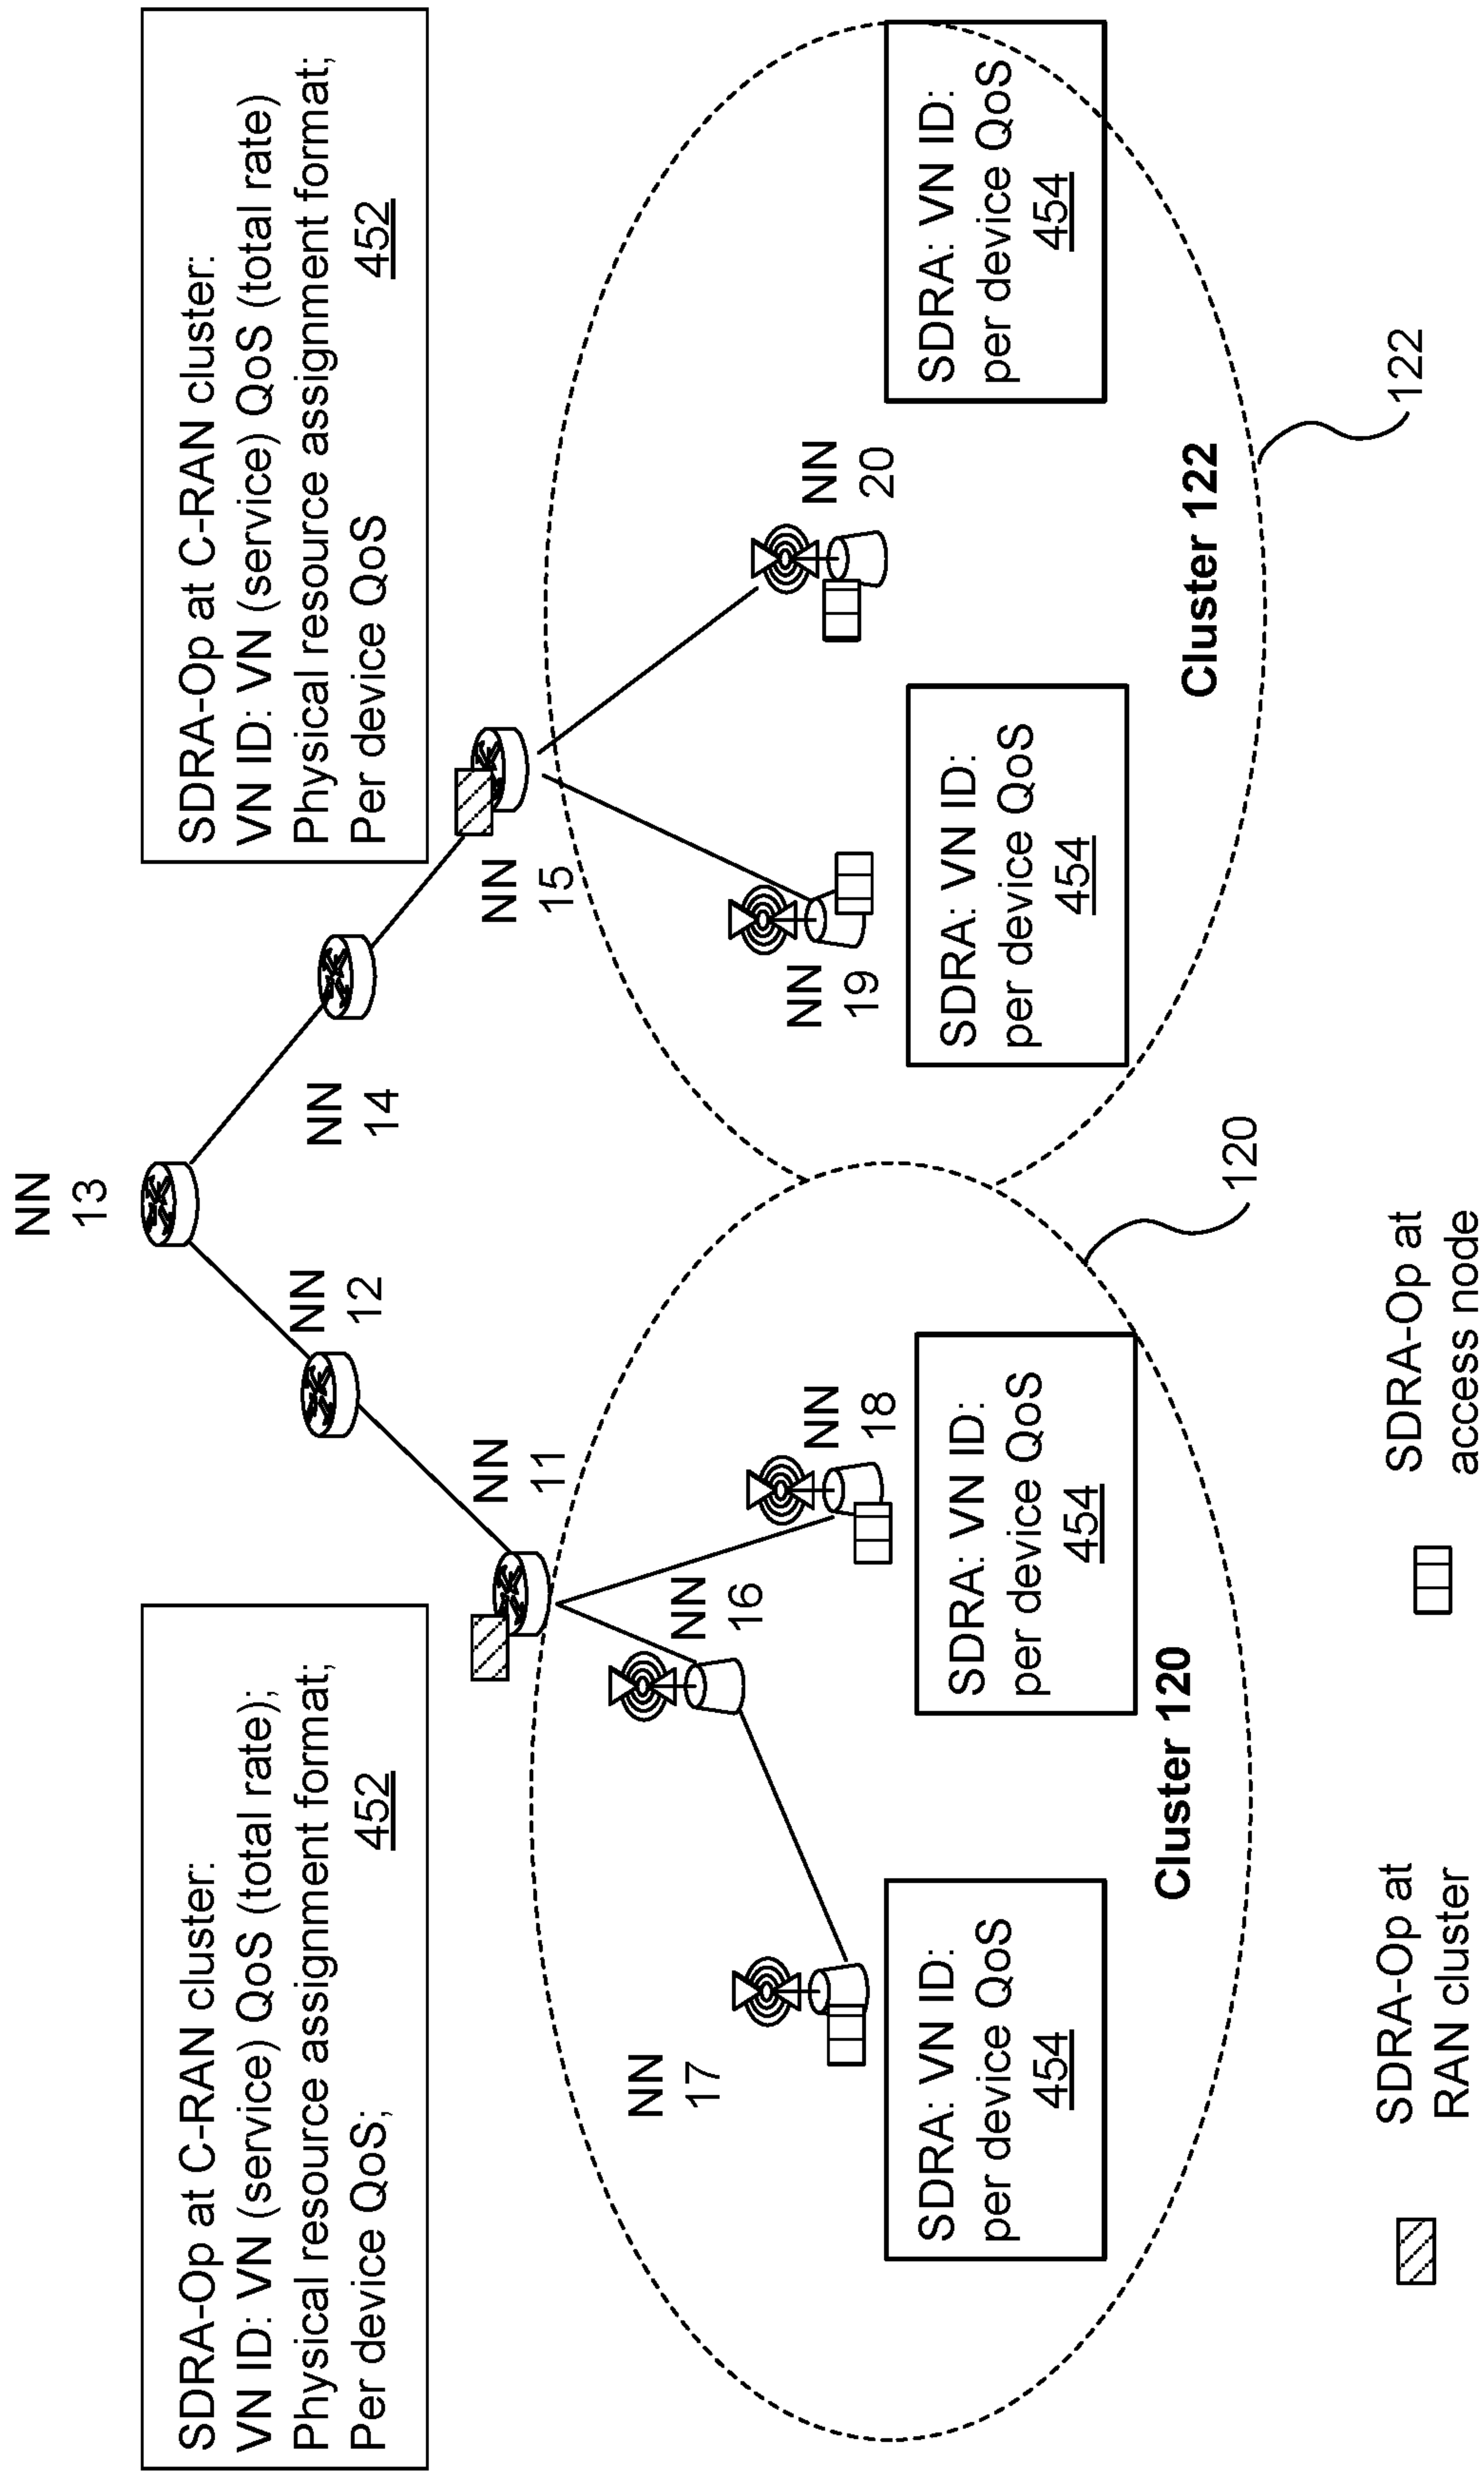 SDRA-Op at C-RAN cluster:
VN ID: VN (service) QoS (total rate);
Physical resource assignment format;
Per device QoS;
452
NN
13
SDRA-Op at C-RAN cluster:
VN ID: VN (service) QoS (total rate)
Physical resource assignment format;
Per device QoS
452
NN
12
NN
14
NN
11
NN
15
NN
17
NN
16
NN
18
NN
19
NN
20
SDRA: VN ID:
per device QoS
454
SDRA: VN ID:
per device QoS
454
SDRA: VN ID:
per device QoS
454
SDRA: VN ID:
per device QoS
454
Cluster 120
Cluster 122
120
122
SDRA-Op at
RAN cluster
SDRA-Op at
access node